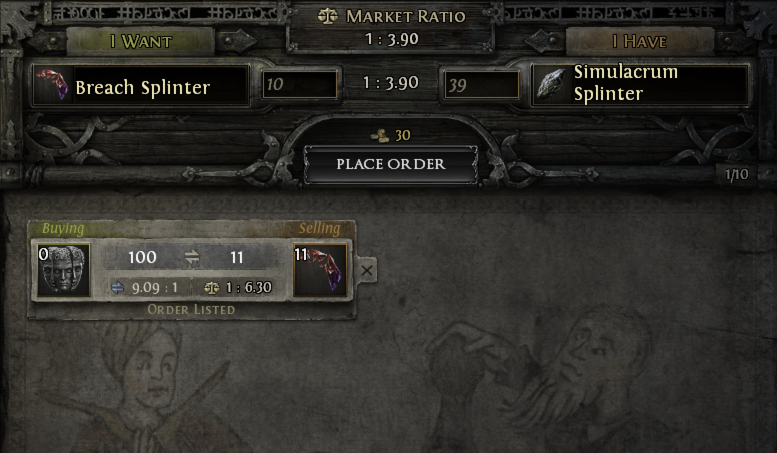 Market Ratio
I Want
1 : 3.90
I Have
Breach Splinter
10
1 : 3.90
39
Simulacrum
Splinter
30
PLACE ORDER
1/10
Buying
Selling
0
100
11
11
9.09 : 1
1 : 6.30
Order Listed